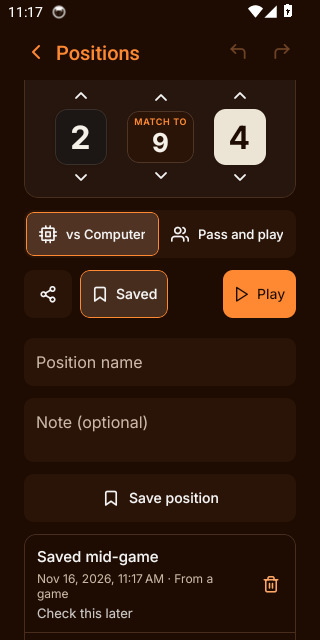 11:17
Positions
MATCH TO
2
9
4
vs Computer
Pass and play
Saved
Play
Position name
Note (optional)
Save position
Saved mid-game
Nov 16, 2026, 11:17 AM · From a
game
Check this later